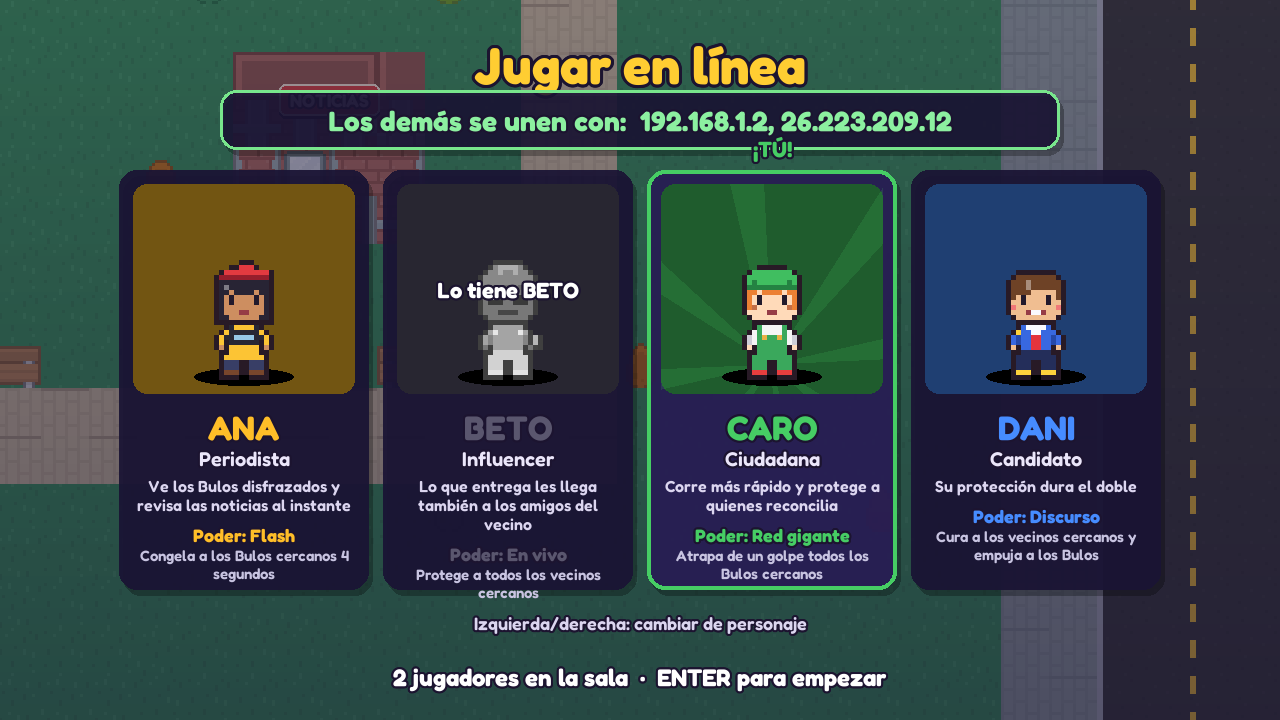 Jugar en línea
NOTICIAS
Los demás se unen con: 192.168.1.2, 26.223.209.12
¡TÚ!
Lo tiene BETO
ANA
Periodista
Ve los Bulos disfrazados y
revisa las noticias al instante
Poder: Flash
Congela a los Bulos cercanos 4
segundos
BETO
Influencer
Lo que entrega les llega
también a los amigos del
vecino
Poder: En vivo
Protege a todos los vecinos
cercanos
CARO
Ciudadana
Corre más rápido y protege a
quienes reconcilia
Poder: Red gigante
Atrapa de un golpe todos los
Bulos cercanos
DANI
Candidato
Su protección dura el doble
Poder: Discurso
Cura a los vecinos cercanos y
empuja a los Bulos
Izquierda/derecha: cambiar de personaje
2 jugadores en la sala · ENTER para empezar